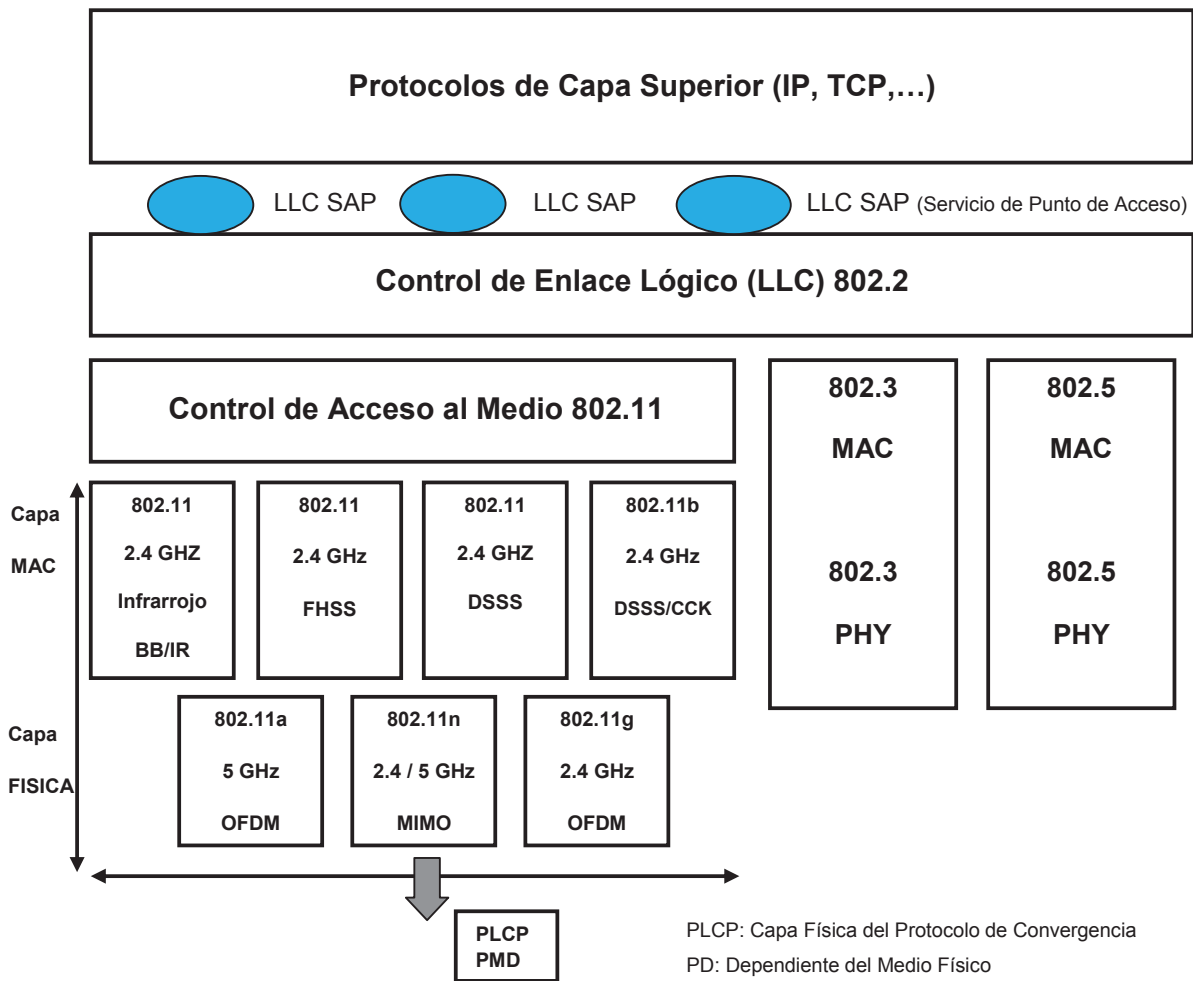 Protocolos de Capa Superior (IP, TCP,…)
LLC SAP
LLC SAP
LLC SAP (Servicio de Punto de Acceso)
Control de Enlace Lógico (LLC) 802.2
Control de Acceso al Medio 802.11
802.3
MAC
802.3
PHY
802.5
MAC
802.5
PHY
Capa
MAC
802.11
2.4 GHZ
Infrarrojo
BB/IR
802.11
2.4 GHz
FHSS
802.11
2.4 GHZ
DSSS
802.11b
2.4 GHz
DSSS/CCK
Capa
FISICA
802.11a
5 GHz
OFDM
802.11n
2.4 / 5 GHz
MIMO
802.11g
2.4 GHz
OFDM
PLCP
PMD
PLCP: Capa Física del Protocolo de Convergencia
PD: Dependiente del Medio Físico